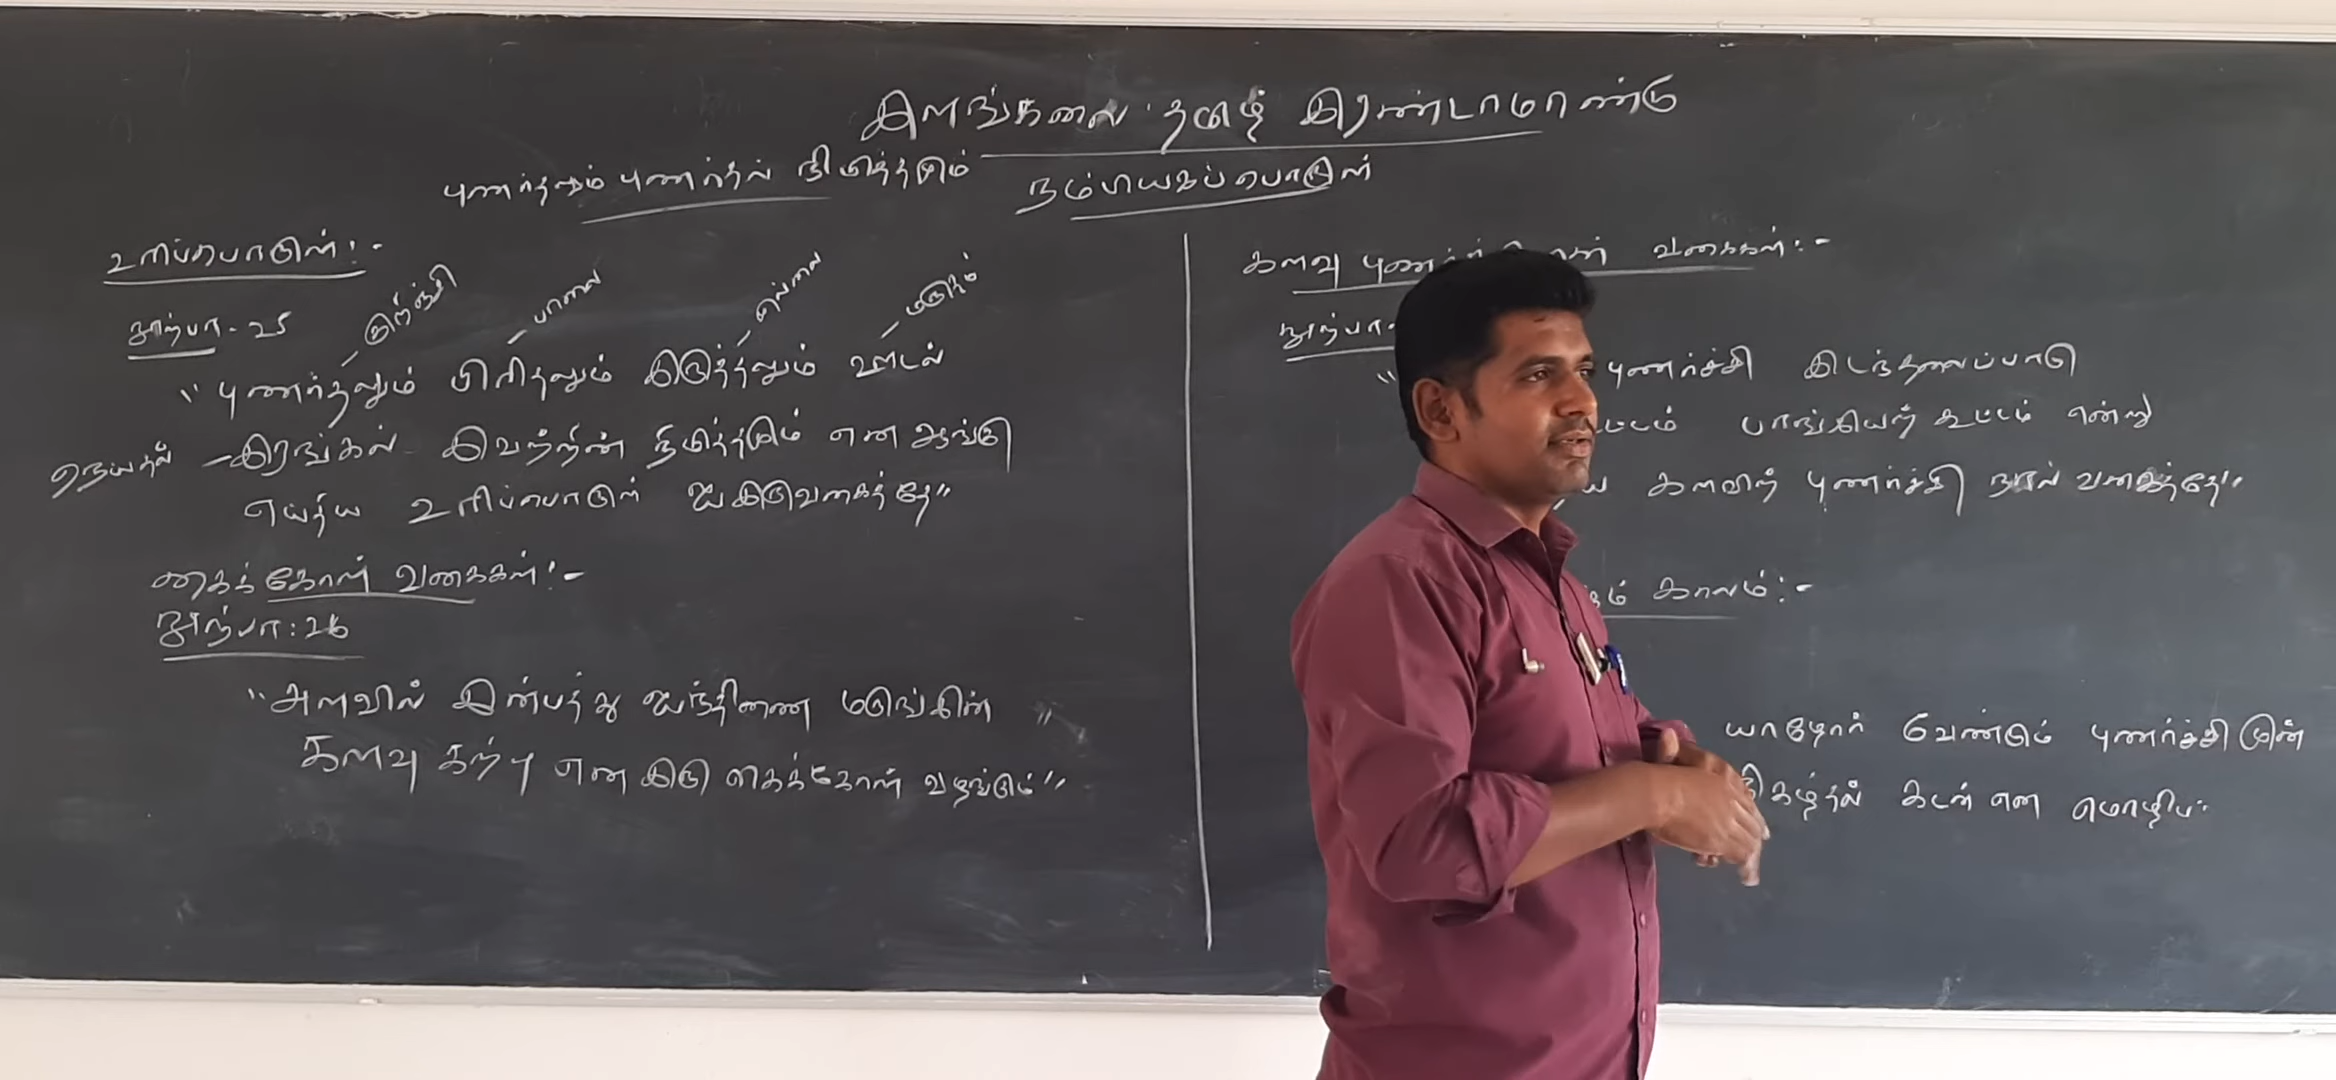 இளங்கலை தமிழ் இரண்டாமாண்டு
புணர்தலும் புணர்தல் நிமித்தமும்
நம்பியகப்பொருள்
உரிப்பொருள்:-
நூற்பா - 25
குறிஞ்சி பாலை முல்லை மருதம்
"புணர்தலும் பிரிதலும் இருத்தலும் ஊடல்
நெய்தல் - இரங்கல் இவற்றின் நிமித்தமும் என ஆங்கு
எய்திய உரிப்பொருள் ஐஇருவகைத்தே"
கைக்கோள் வகைகள்:-
நூற்பா: 26
"அளவில் இன்பத்து ஐந்திணை மருங்கின்
களவு கற்பு என இரு கைக்கோள் வழங்கும்"
களவு வகைகள்:-
நூற்பா-
" புணர்ச்சி இடந்தலைப்பாடு
பாங்கியற் கூட்டம் என்று
களவிற் புணர்ச்சி நால் வகைத்தே"
காலம்:-
யாழோர் வேண்டும் புணர்ச்சி முன்
நிகழ்தல் கடன் என மொழிப.